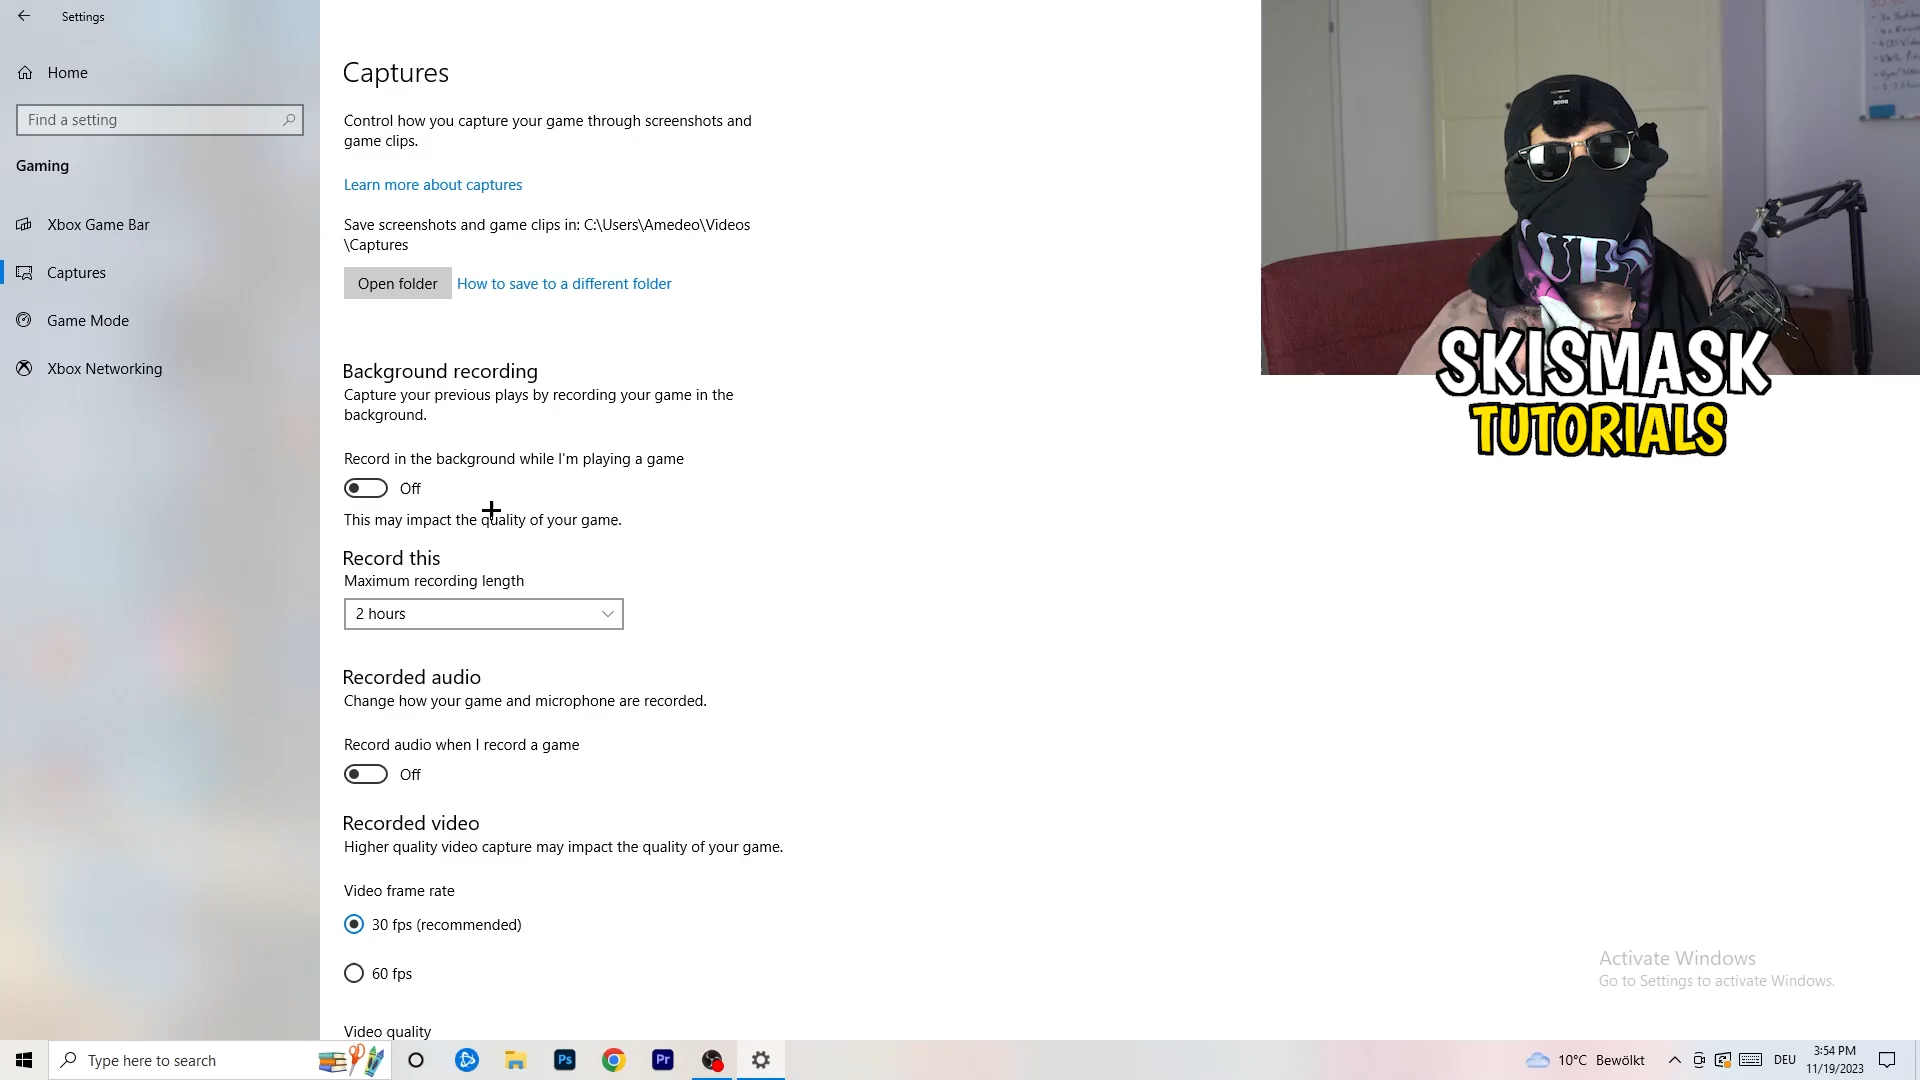 Settings
Home
Find a setting
Gaming
Xbox Game Bar
Captures
Game Mode
Xbox Networking
Captures
Control how you capture your game through screenshots and
game clips.
Learn more about captures
Save screenshots and game clips in: C:\Users\Amedeo\Videos
\Captures
Open folder
How to save to a different folder
Background recording
Capture your previous plays by recording your game in the
background.
Record in the background while I'm playing a game
Off
This may impact the quality of your game.
Record this
Maximum recording length
2 hours
Recorded audio
Change how your game and microphone are recorded.
Record audio when I record a game
Off
Recorded video
Higher quality video capture may impact the quality of your game.
Video frame rate
30 fps (recommended)
60 fps
Video quality
SKISMASK
TUTORIALS
Activate Windows
Go to Settings to activate Windows.
Type here to search
Ps
Pr
10°C Bewölkt
DEU
3:54 PM
11/19/2023